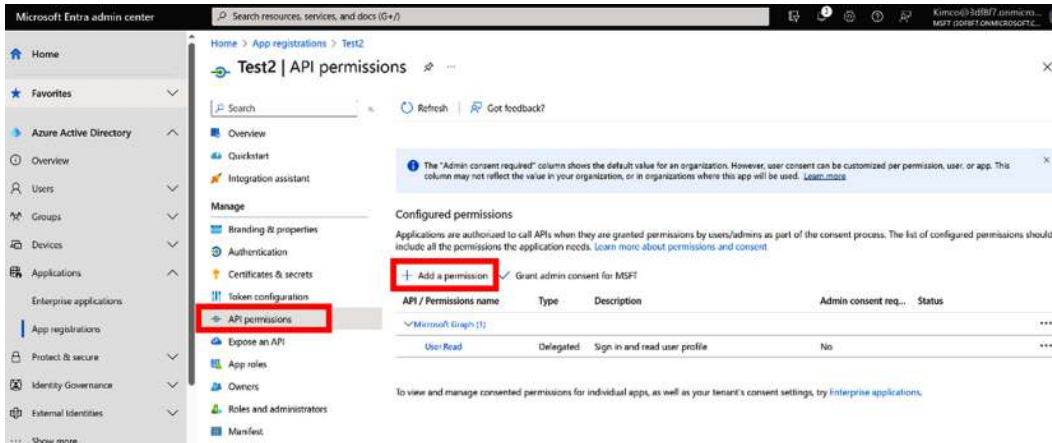 Microsoft Entra admin center
Search resources, services, and docs (G+/)
1
MSFT
Home
Favorites
Azure Active Directory
Overview
Users
Groups
Devices
Applications
Enterprise applications
App registrations
Protect & secure
Identity Governance
External Identities
Show more
Home > App registrations > Test2
Test2 | API permissions
Search
Overview
Quickstart
Integration assistant
Manage
Branding & properties
Authentication
Certificates & secrets
Token configuration
API permissions
Expose an API
App roles
Owners
Roles and administrators
Manifest
Refresh | Got feedback?
The "Admin consent required" column shows the default value for an organization. However, user consent can be customized per permission, user, or app. This
column may not reflect the value in your organization, or in organizations where this app will be used. Learn more
Configured permissions
Applications are authorized to call APIs when they are granted permissions by users/admins as part of the consent process. The list of configured permissions should
include all the permissions the application needs. Learn more about permissions and consent
+ Add a permission Grant admin consent for MSFT
API / Permissions name Type Description Admin consent req... Status
Microsoft Graph (1)
User.Read Delegated Sign in and read user profile No
To view and manage consented permissions for individual apps, as well as your tenant's consent settings, try Enterprise applications.